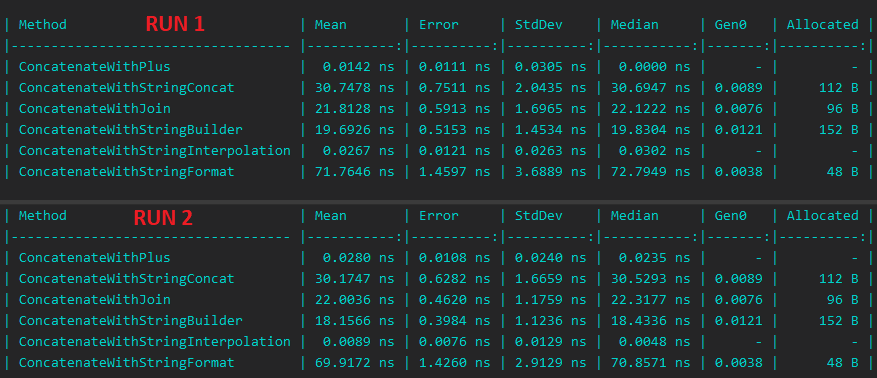 | Method RUN 1 | Mean | Error | StdDev | Median | Gen0 | Allocated |
|----------------------------------- |-----------:|----------:|----------:|-----------:|-------:|----------:|
| ConcatenateWithPlus | 0.0142 ns | 0.0111 ns | 0.0305 ns | 0.0000 ns | - | - |
| ConcatenateWithStringConcat | 30.7478 ns | 0.7511 ns | 2.0435 ns | 30.6947 ns | 0.0089 | 112 B |
| ConcatenateWithJoin | 21.8128 ns | 0.5913 ns | 1.6965 ns | 22.1222 ns | 0.0076 | 96 B |
| ConcatenateWithStringBuilder | 19.6926 ns | 0.5153 ns | 1.4534 ns | 19.8304 ns | 0.0121 | 152 B |
| ConcatenateWithStringInterpolation | 0.0267 ns | 0.0121 ns | 0.0263 ns | 0.0302 ns | - | - |
| ConcatenateWithStringFormat | 71.7646 ns | 1.4597 ns | 3.6889 ns | 72.7949 ns | 0.0038 | 48 B |
| Method RUN 2 | Mean | Error | StdDev | Median | Gen0 | Allocated |
|----------------------------------- |-----------:|----------:|----------:|-----------:|-------:|----------:|
| ConcatenateWithPlus | 0.0280 ns | 0.0108 ns | 0.0240 ns | 0.0235 ns | - | - |
| ConcatenateWithStringConcat | 30.1747 ns | 0.6282 ns | 1.6659 ns | 30.5293 ns | 0.0089 | 112 B |
| ConcatenateWithJoin | 22.0036 ns | 0.4620 ns | 1.1759 ns | 22.3177 ns | 0.0076 | 96 B |
| ConcatenateWithStringBuilder | 18.1566 ns | 0.3984 ns | 1.1236 ns | 18.4336 ns | 0.0121 | 152 B |
| ConcatenateWithStringInterpolation | 0.0089 ns | 0.0076 ns | 0.0129 ns | 0.0048 ns | - | - |
| ConcatenateWithStringFormat | 69.9172 ns | 1.4260 ns | 2.9129 ns | 70.8571 ns | 0.0038 | 48 B |